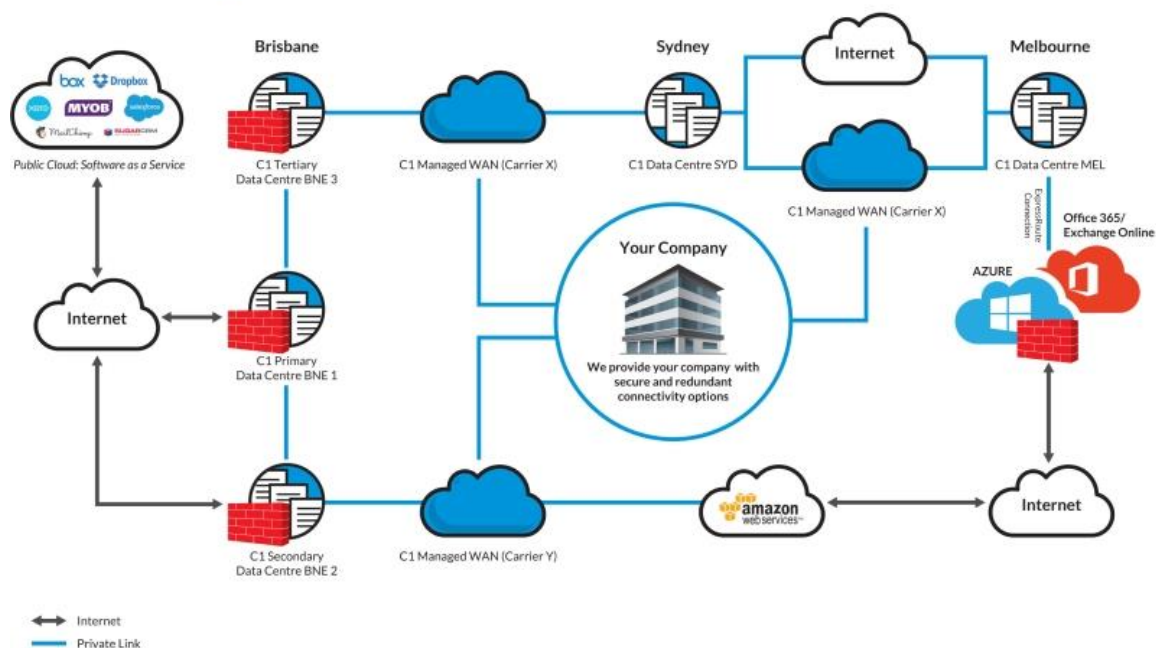 Brisbane
Sydney
Melbourne
box
Dropbox
xero
MYOB
salesforce
MailChimp
SUGARCRM
Public Cloud: Software as a Service
Internet
C1 Tertiary
Data Centre BNE 3
C1 Managed WAN (Carrier X)
C1 Data Centre SYD
C1 Data Centre MEL
C1 Managed WAN (Carrier X)
ExpressRoute
Connection
Office 365/
Exchange Online
AZURE
Your Company
We provide your company with
secure and redundant
connectivity options
Internet
C1 Primary
Data Centre BNE 1
C1 Secondary
Data Centre BNE 2
C1 Managed WAN (Carrier Y)
amazon
web services™
Internet
Internet
Private Link